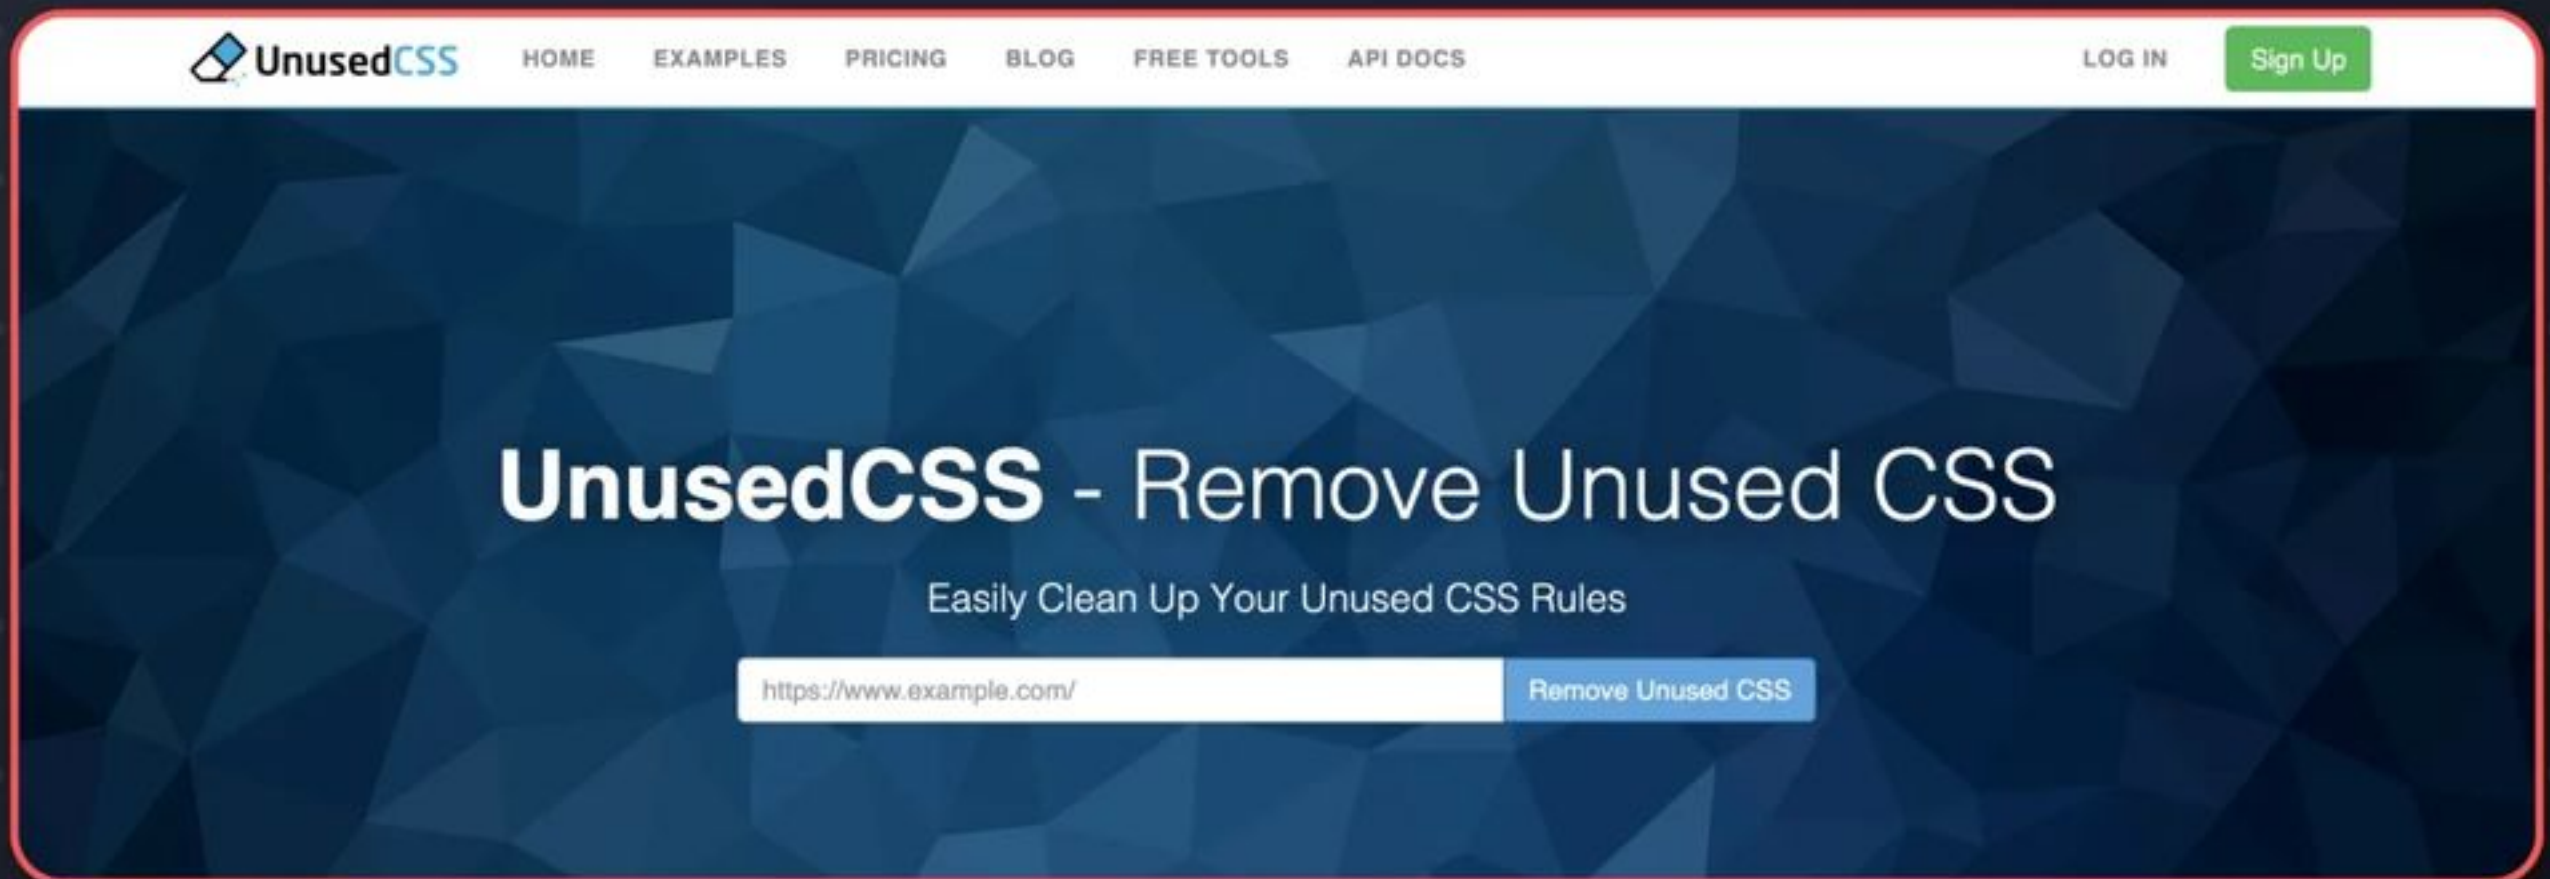 UnusedCSS HOME EXAMPLES PRICING BLOG FREE TOOLS API DOCS LOG IN Sign Up
UnusedCSS - Remove Unused CSS
Easily Clean Up Your Unused CSS Rules
https://www.example.com/ Remove Unused CSS